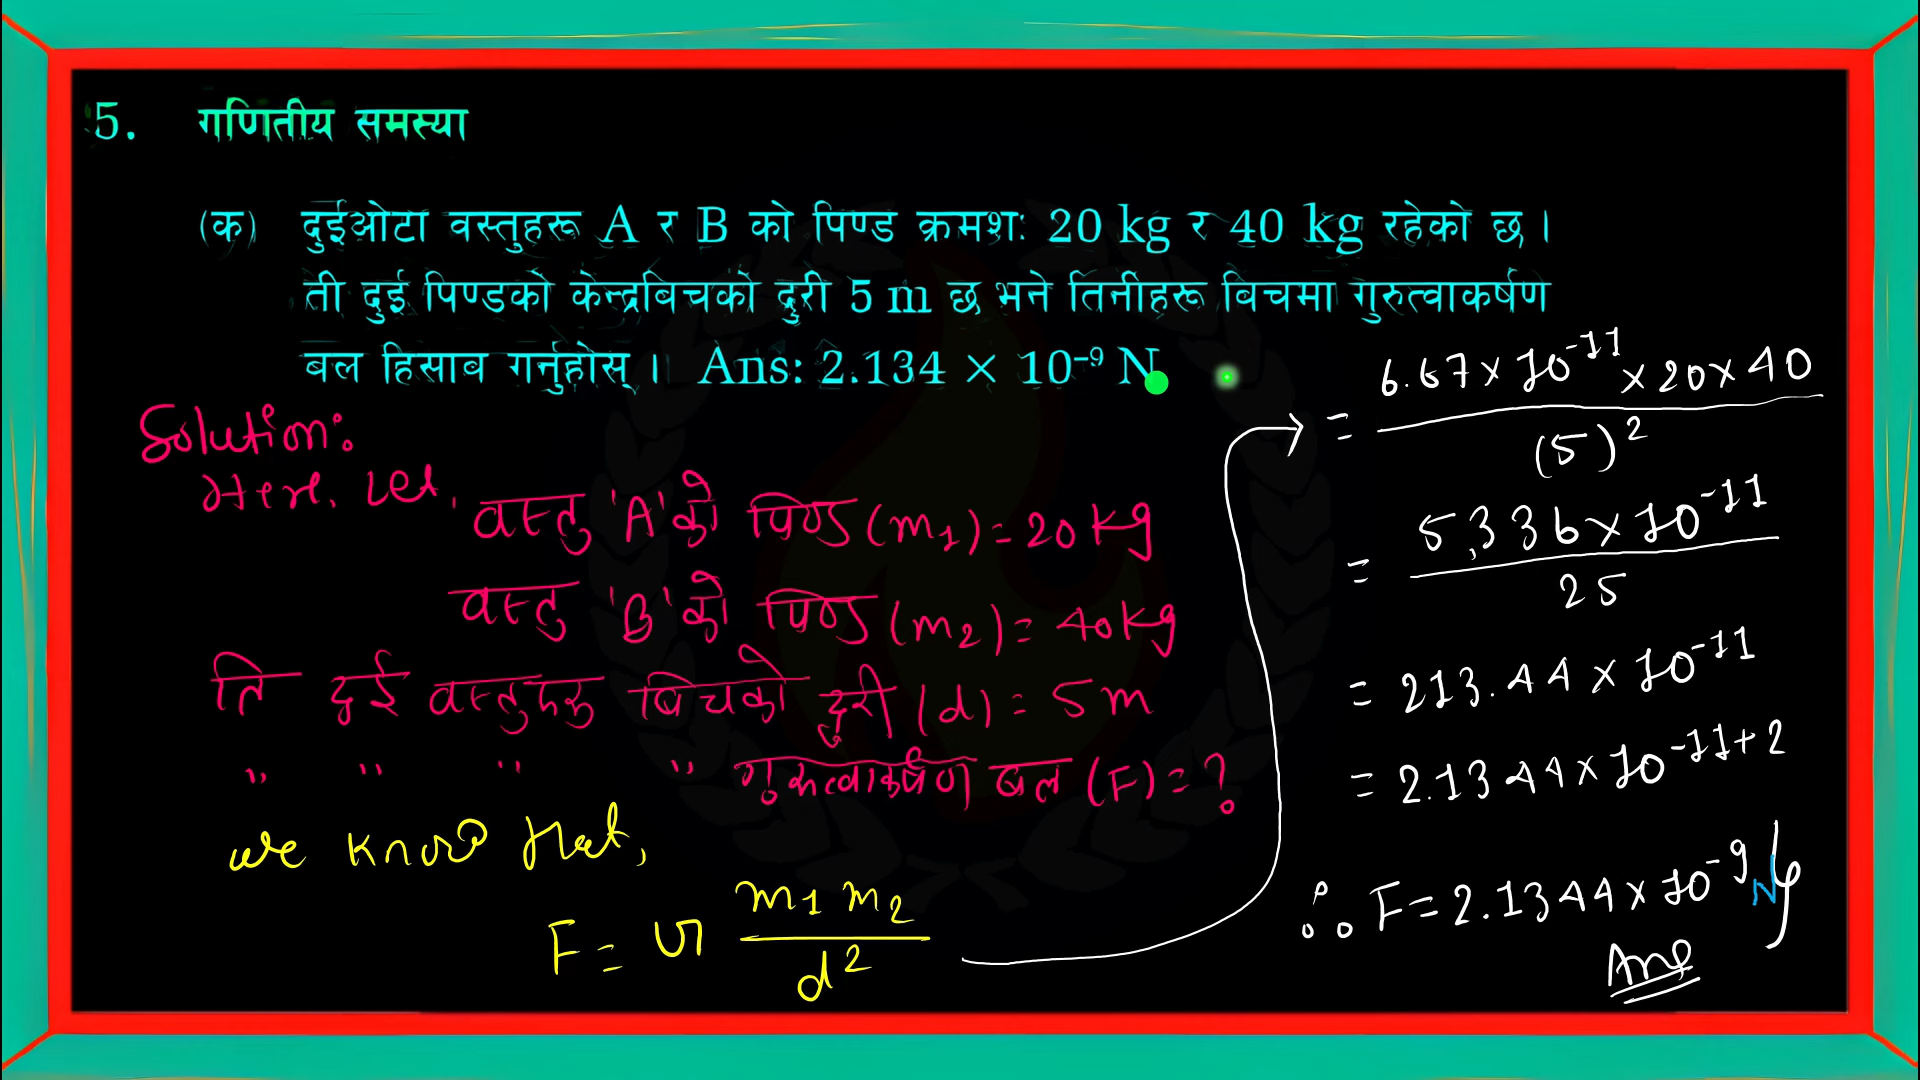 5. गणितीय समस्या
(क) दुईओटा वस्तुहरू A र B को पिण्ड क्रमशः 20 kg र 40 kg रहेको छ ।
ती दुई पिण्डको केन्द्रबिचको दुरी 5 m छ भने तिनीहरू बिचमा गुरुत्वाकर्षण
बल हिसाब गर्नुहोस् । Ans: 2.134 × 10⁻⁹ N
Solution:
Here, Let,
वस्तु 'A' को पिण्ड (m₁) = 20 kg
वस्तु 'B' को पिण्ड (m₂) = 40 kg
ति दुई वस्तुहरु बिचको दुरी (d) = 5 m
" " " " गुरुत्वाकर्षण बल (F) = ?
we know that,
F = G m₁ m₂ / d²
= 6.67 × 10⁻¹¹ × 20 × 40 / (5)²
= 5,336 × 10⁻¹¹ / 25
= 213.44 × 10⁻¹¹
= 2.1344 × 10⁻¹¹⁺²
∴ F = 2.1344 × 10⁻⁹ N
Ans